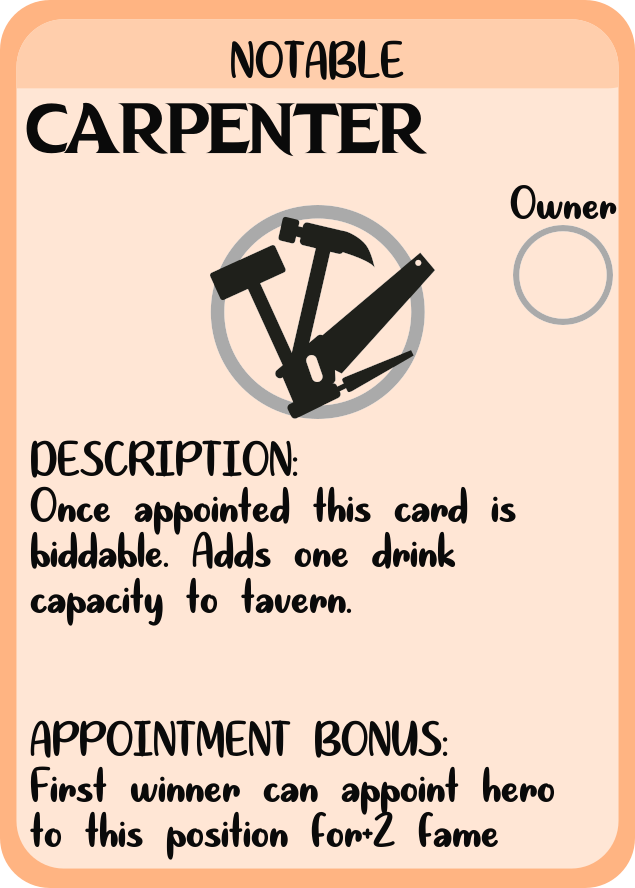 NOTABLE
CARPENTER
Owner
DESCRIPTION:
Once appointed this card is
biddable. Adds one drink
capacity to tavern.
APPOINTMENT BONUS:
First winner can appoint hero
to this position for+2 fame